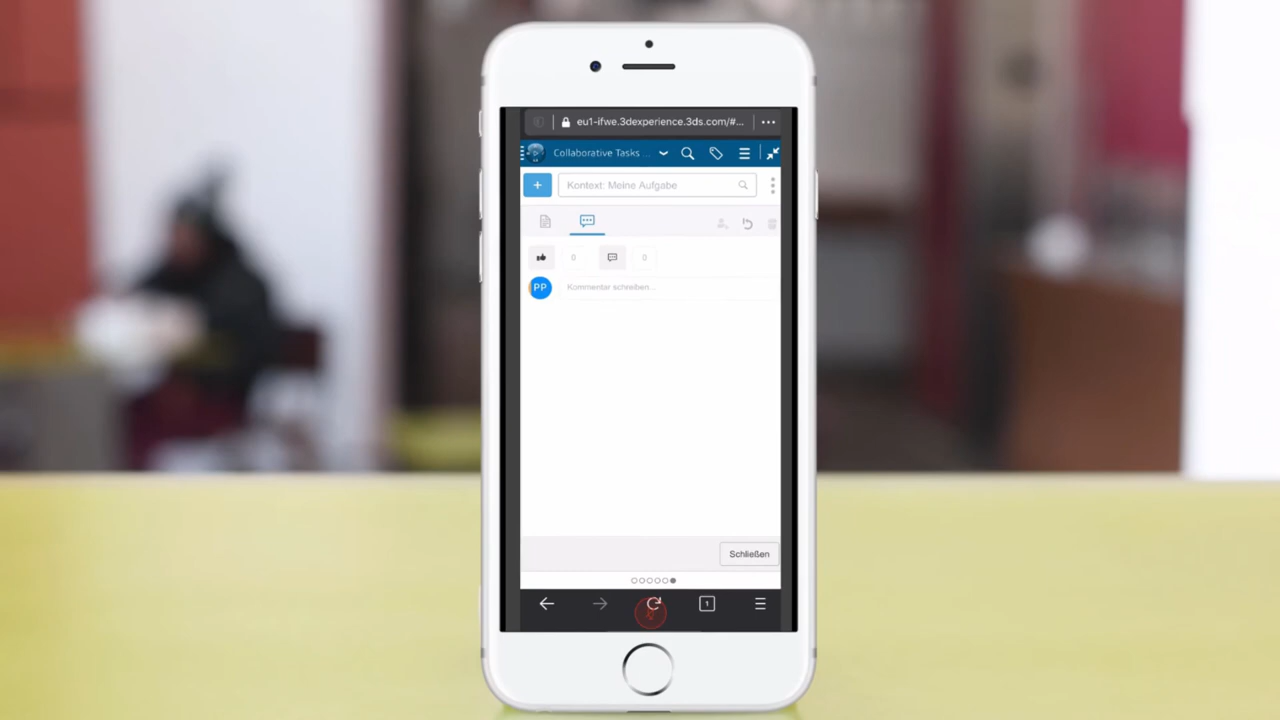 eu1-ifwe.3dexperience.3ds.com/#...
Collaborative Tasks ...
+ Kontext: Meine Aufgabe
0 0
PP Kommentar schreiben...
Schließen
1